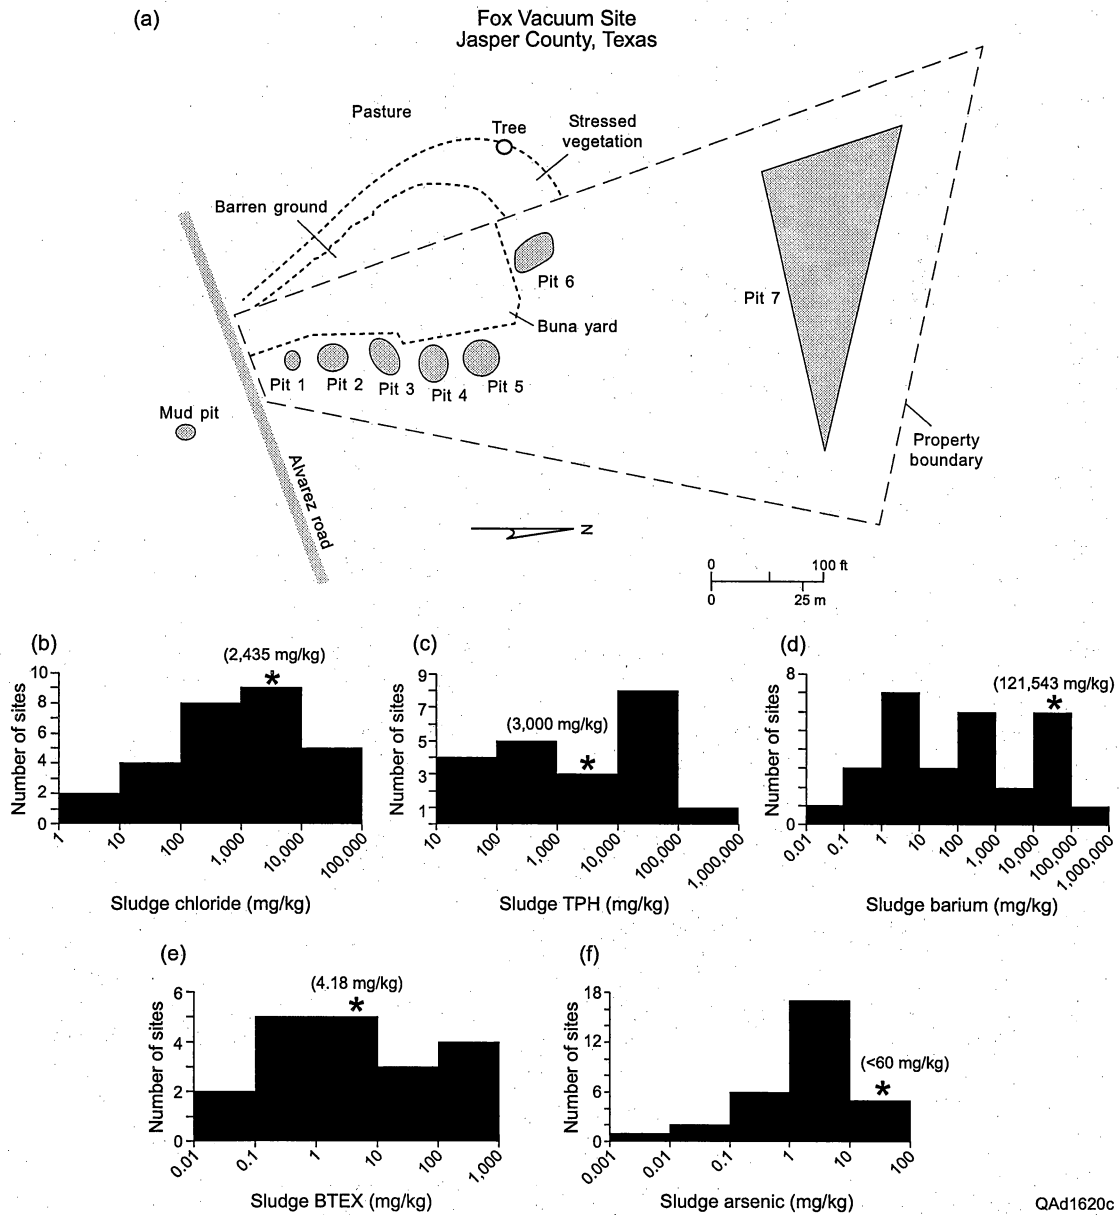 (a)
Fox Vacuum Site
Jasper County, Texas
Pasture
Tree
Stressed
vegetation
Barren ground
Pit 6
Pit 7
Buna yard
Pit 1
Pit 2
Pit 3
Pit 4
Pit 5
Mud pit
Alvarez road
Property
boundary
N
0
100 ft
0
25 m
(b)
(2,435 mg/kg)
*
Number of sites
10
8
6
4
2
0
1
10
100
1,000
10,000
100,000
Sludge chloride (mg/kg)
(c)
(3,000 mg/kg)
*
Number of sites
9
7
5
3
1
10
100
1,000
10,000
100,000
1,000,000
Sludge TPH (mg/kg)
(d)
(121,543 mg/kg)
*
Number of sites
8
4
0
0.01
0.1
1
10
100
1,000
10,000
100,000
1,000,000
Sludge barium (mg/kg)
(e)
(4.18 mg/kg)
*
Number of sites
6
4
2
0
0.01
0.1
1
10
100
1,000
Sludge BTEX (mg/kg)
(f)
(<60 mg/kg)
*
Number of sites
18
12
6
0
0.001
0.01
0.1
1
10
100
Sludge arsenic (mg/kg)
QAd1620c